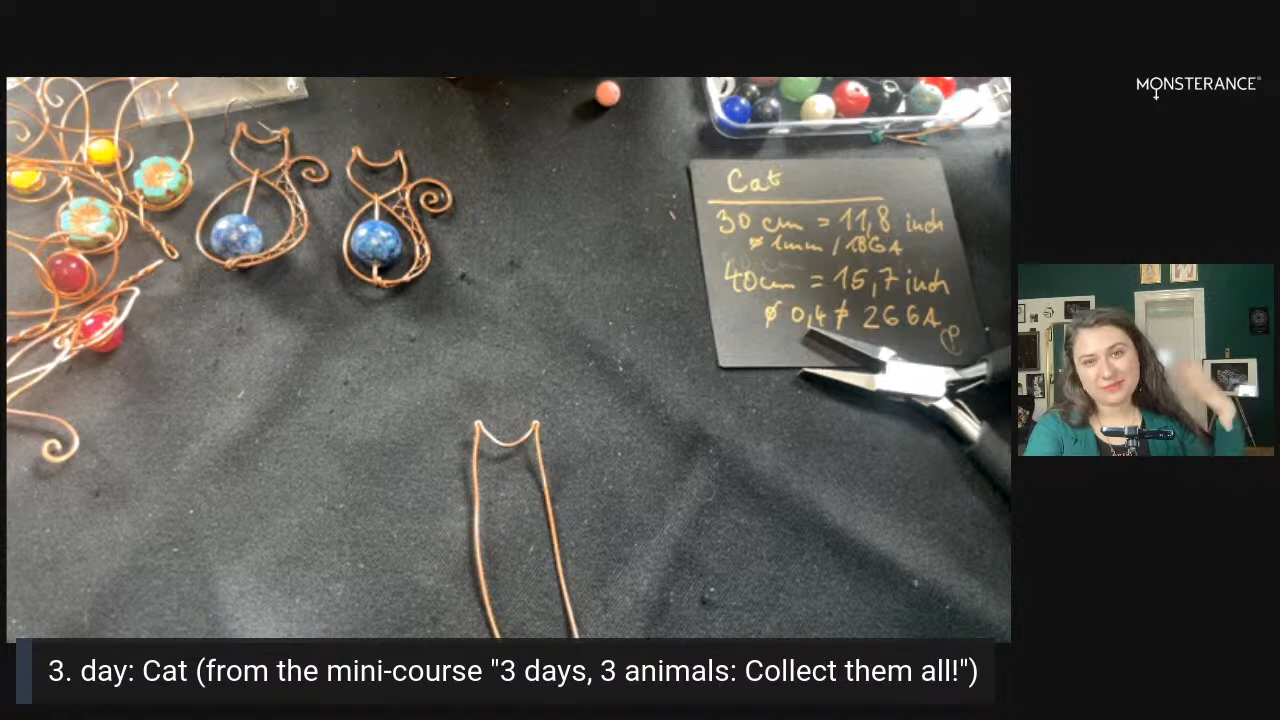 MONSTERANCE
Cat
30 cm = 11,8 inch
ø 1mm / 18GA
40cm = 15,7 inch
ø 0,4 / 26GA
3. day: Cat (from the mini-course "3 days, 3 animals: Collect them all!")